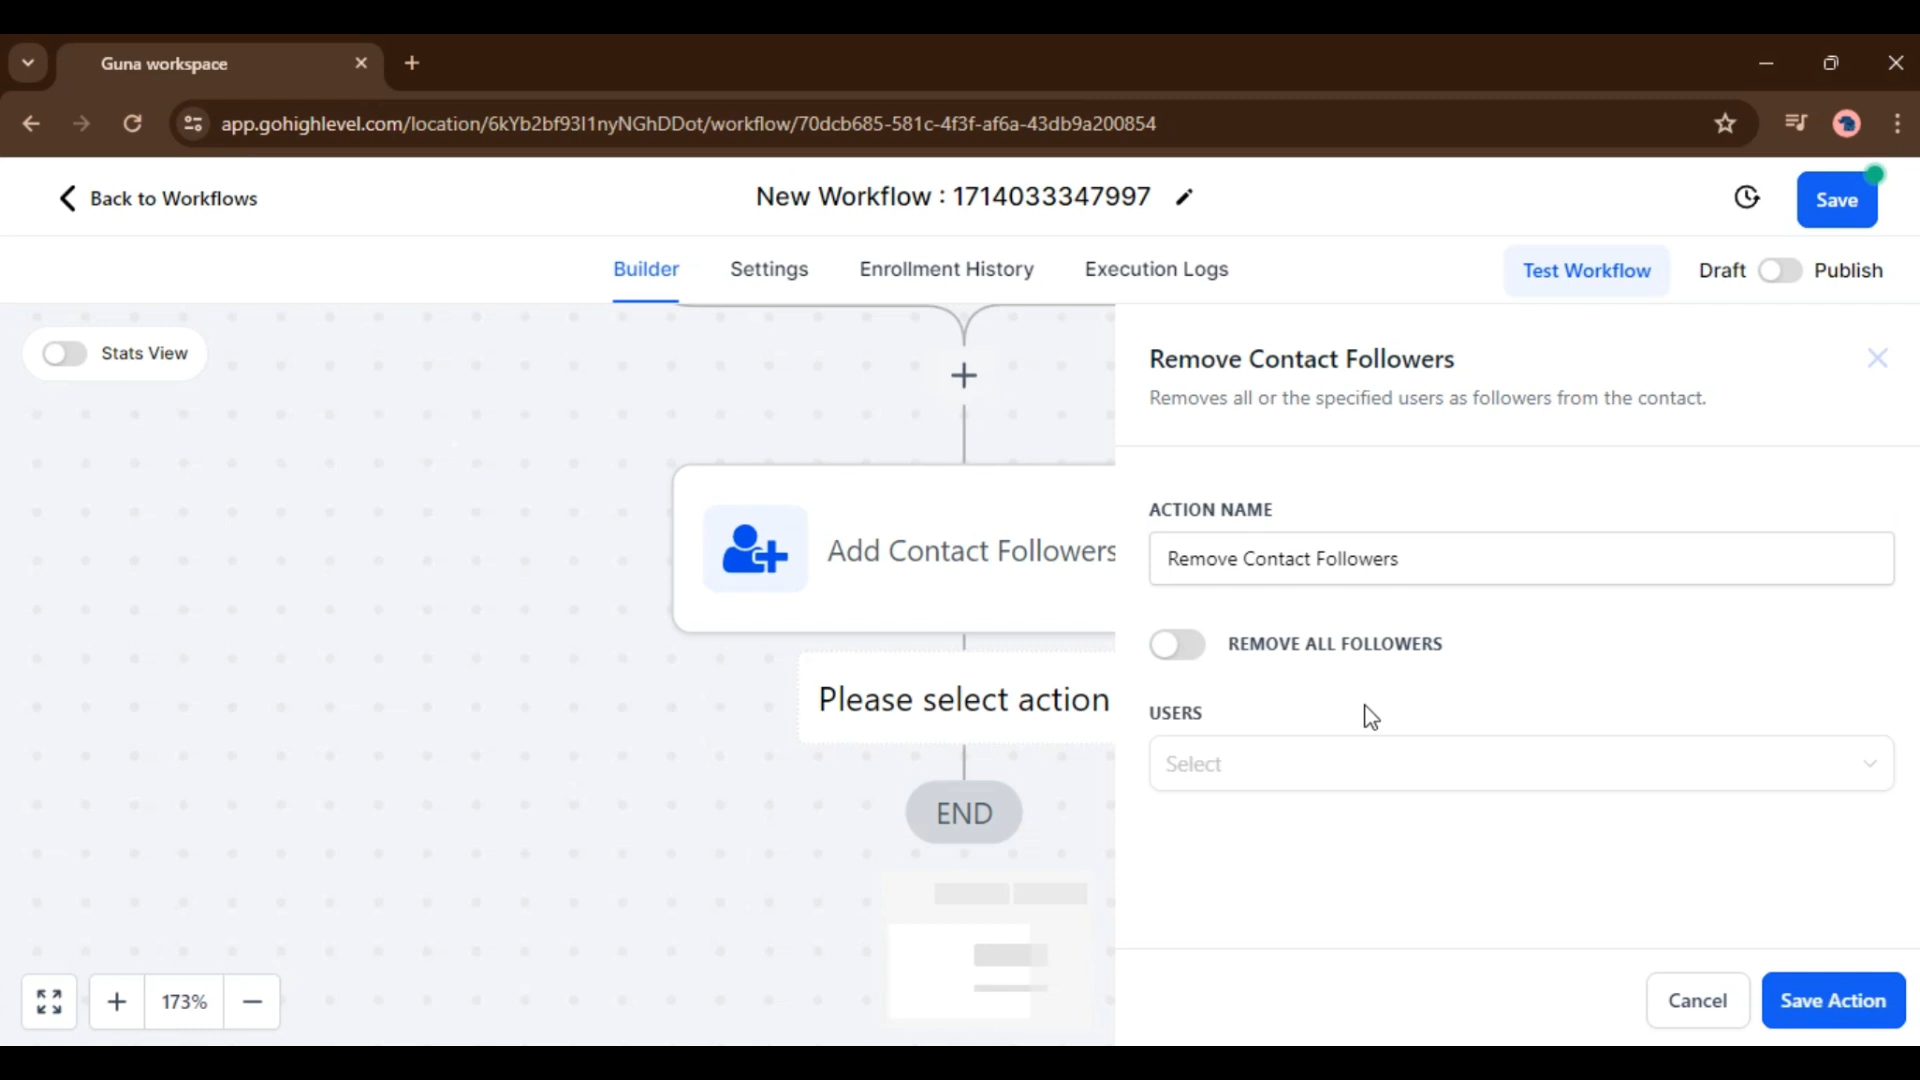 Guna workspace
app.gohighlevel.com/location/6kYb2bf93l1nyNGhDDot/workflow/70dcb685-581c-4f3f-af6a-43db9a200854
Back to Workflows
New Workflow : 1714033347997
Save
Builder
Settings
Enrollment History
Execution Logs
Test Workflow
Draft
Publish
Stats View
Add Contact Followers
Please select action
END
173%
Remove Contact Followers
Removes all or the specified users as followers from the contact.
ACTION NAME
Remove Contact Followers
REMOVE ALL FOLLOWERS
USERS
Select
Cancel
Save Action